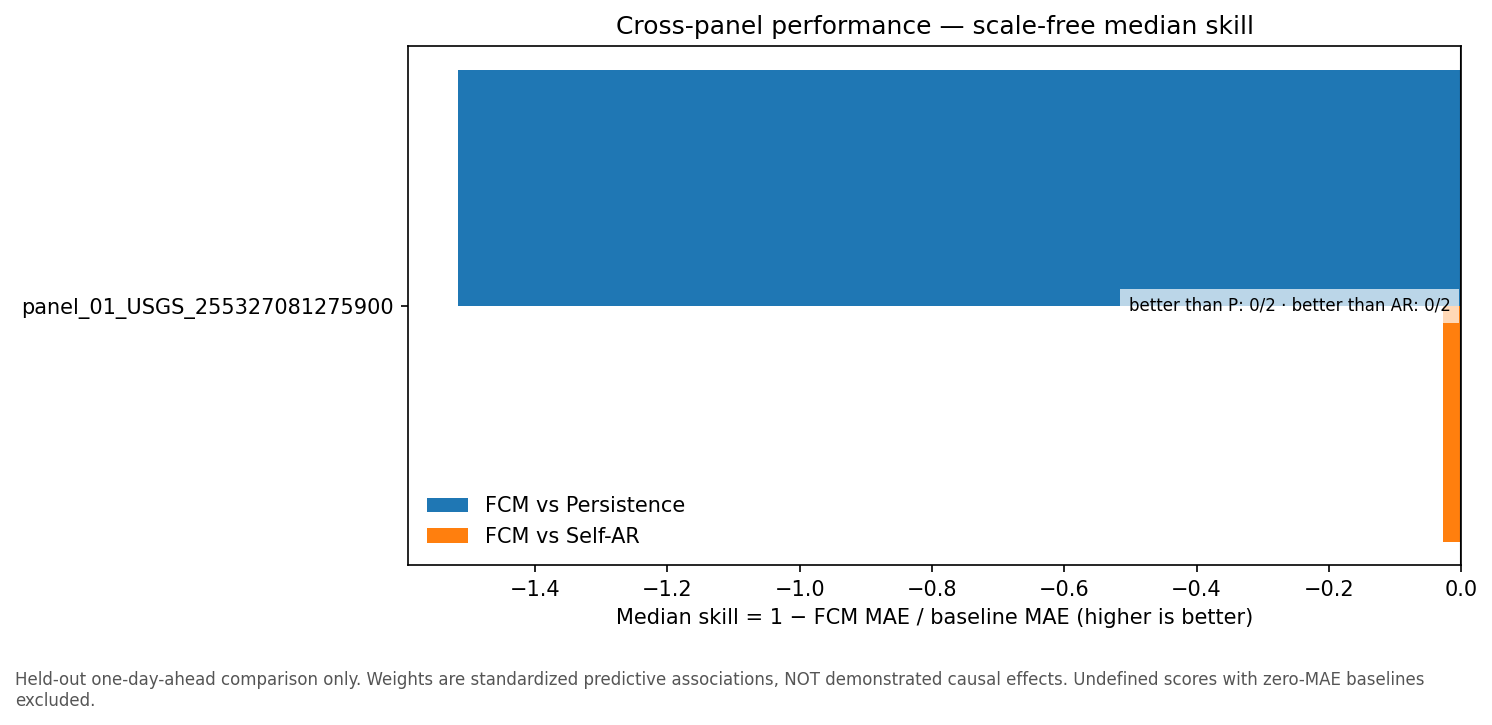 Cross-panel performance — scale-free median skill
panel_01_USGS_255327081275900
better than P: 0/2 · better than AR: 0/2
FCM vs Persistence
FCM vs Self-AR
−1.4 −1.2 −1.0 −0.8 −0.6 −0.4 −0.2 0.0
Median skill = 1 − FCM MAE / baseline MAE (higher is better)
Held-out one-day-ahead comparison only. Weights are standardized predictive associations, NOT demonstrated causal effects. Undefined scores with zero-MAE baselines
excluded.